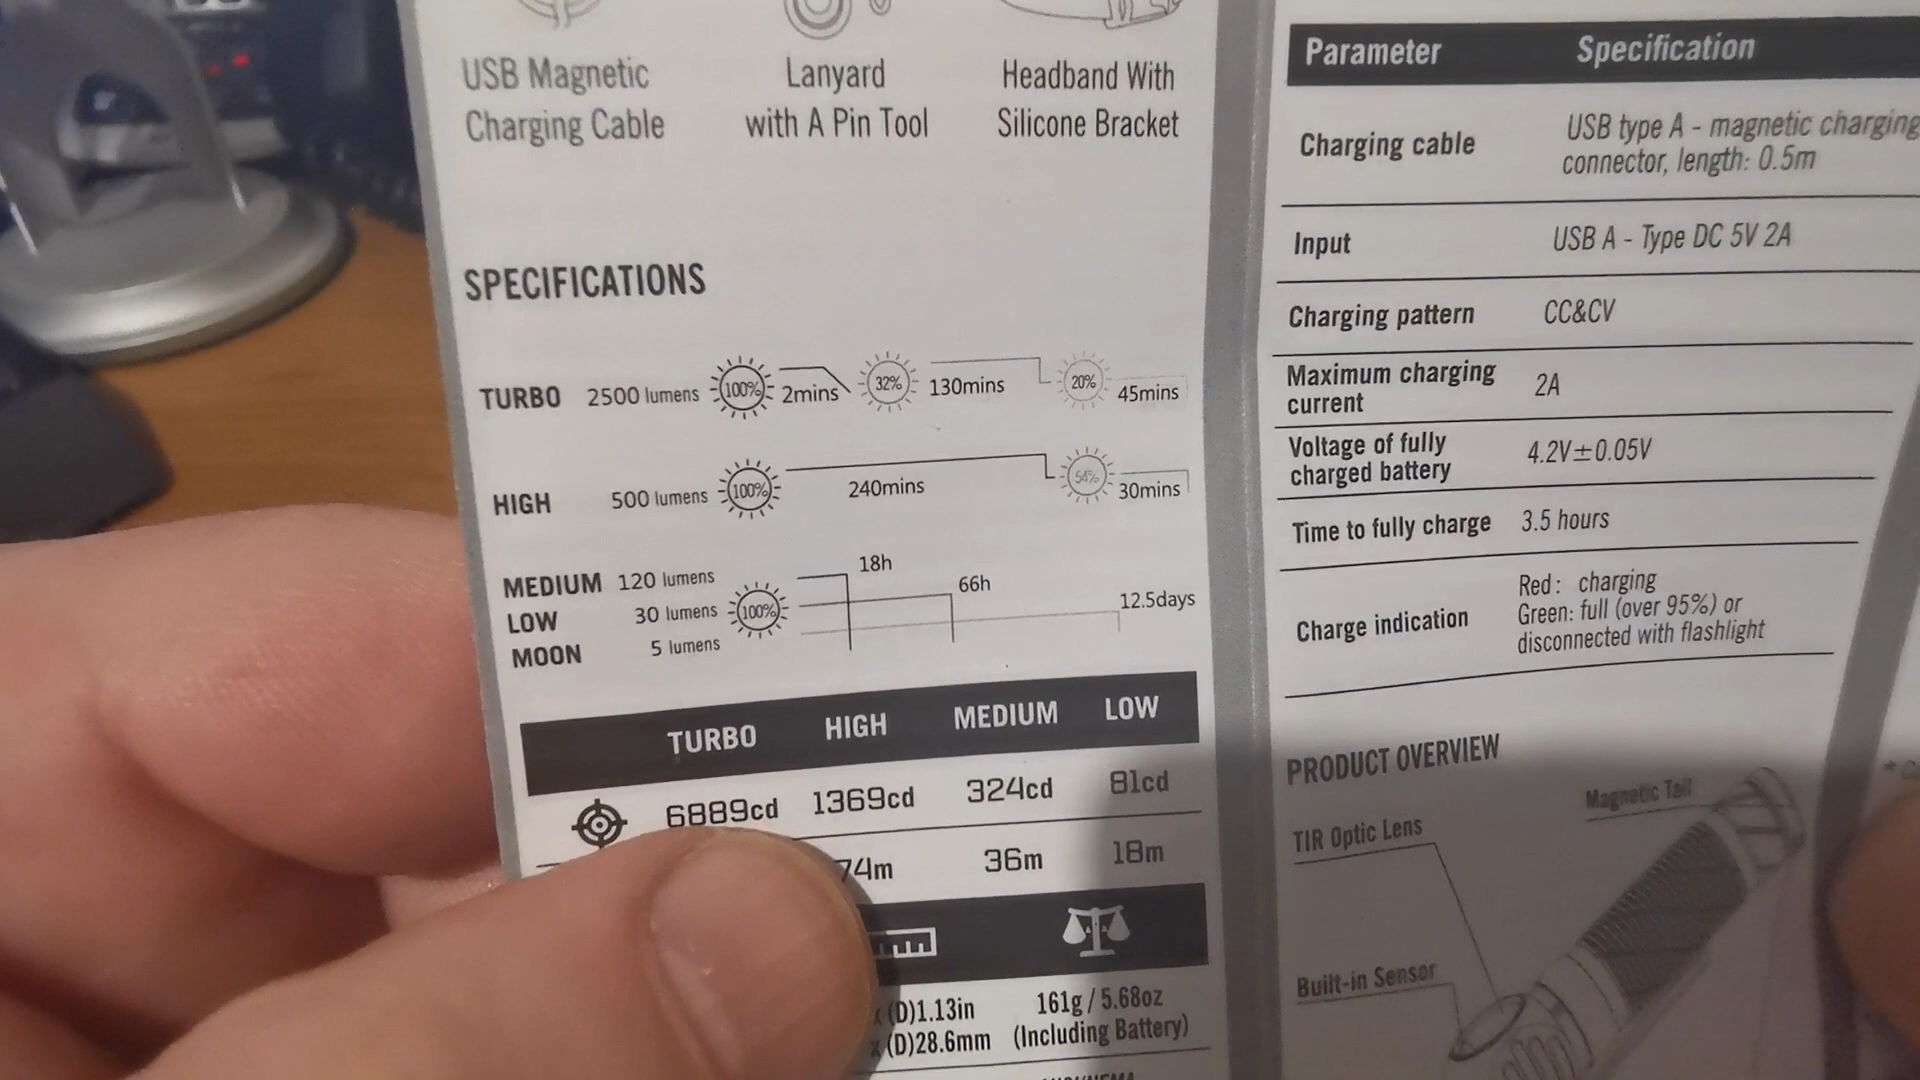 USB Magnetic
Charging Cable
Lanyard
with A Pin Tool
Headband With
Silicone Bracket
SPECIFICATIONS
TURBO 2500 lumens 100% 2mins 32% 130mins 20% 45mins
HIGH 500 lumens 100% 240mins 54% 30mins
MEDIUM 120 lumens 18h
LOW 30 lumens 100% 66h
MOON 5 lumens 12.5days
TURBO HIGH MEDIUM LOW
6889cd 1369cd 324cd 81cd
74m 36m 18m
(D)1.13in
(D)28.6mm
161g / 5.68oz
(Including Battery)
Parameter Specification
Charging cable
USB type A - magnetic charging
connector, length: 0.5m
Input USB A - Type DC 5V 2A
Charging pattern CC&CV
Maximum charging
current
2A
Voltage of fully
charged battery
4.2V±0.05V
Time to fully charge 3.5 hours
Charge indication
Red: charging
Green: full (over 95%) or
disconnected with flashlight
PRODUCT OVERVIEW
Magnetic Tail
TIR Optic Lens
Built-in Sensor